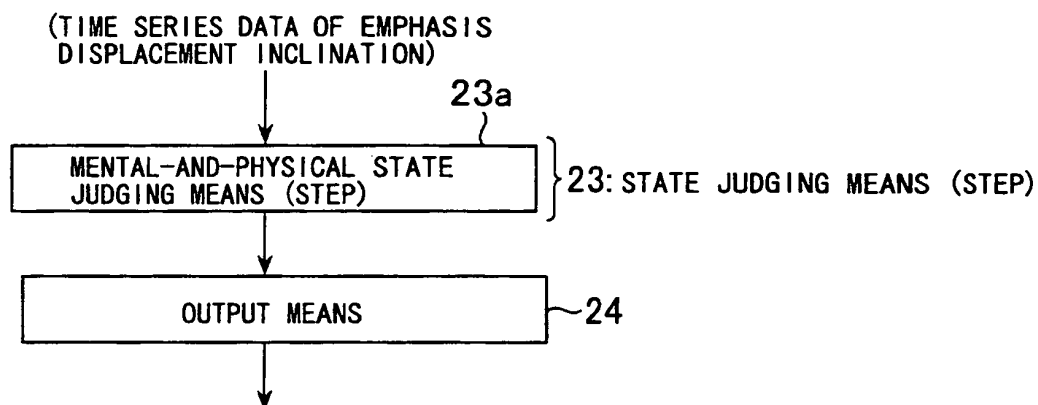 (TIME SERIES DATA OF EMPHASIS
DISPLACEMENT INCLINATION)
23a
MENTAL-AND-PHYSICAL STATE
JUDGING MEANS (STEP)
23: STATE JUDGING MEANS (STEP)
OUTPUT MEANS
24